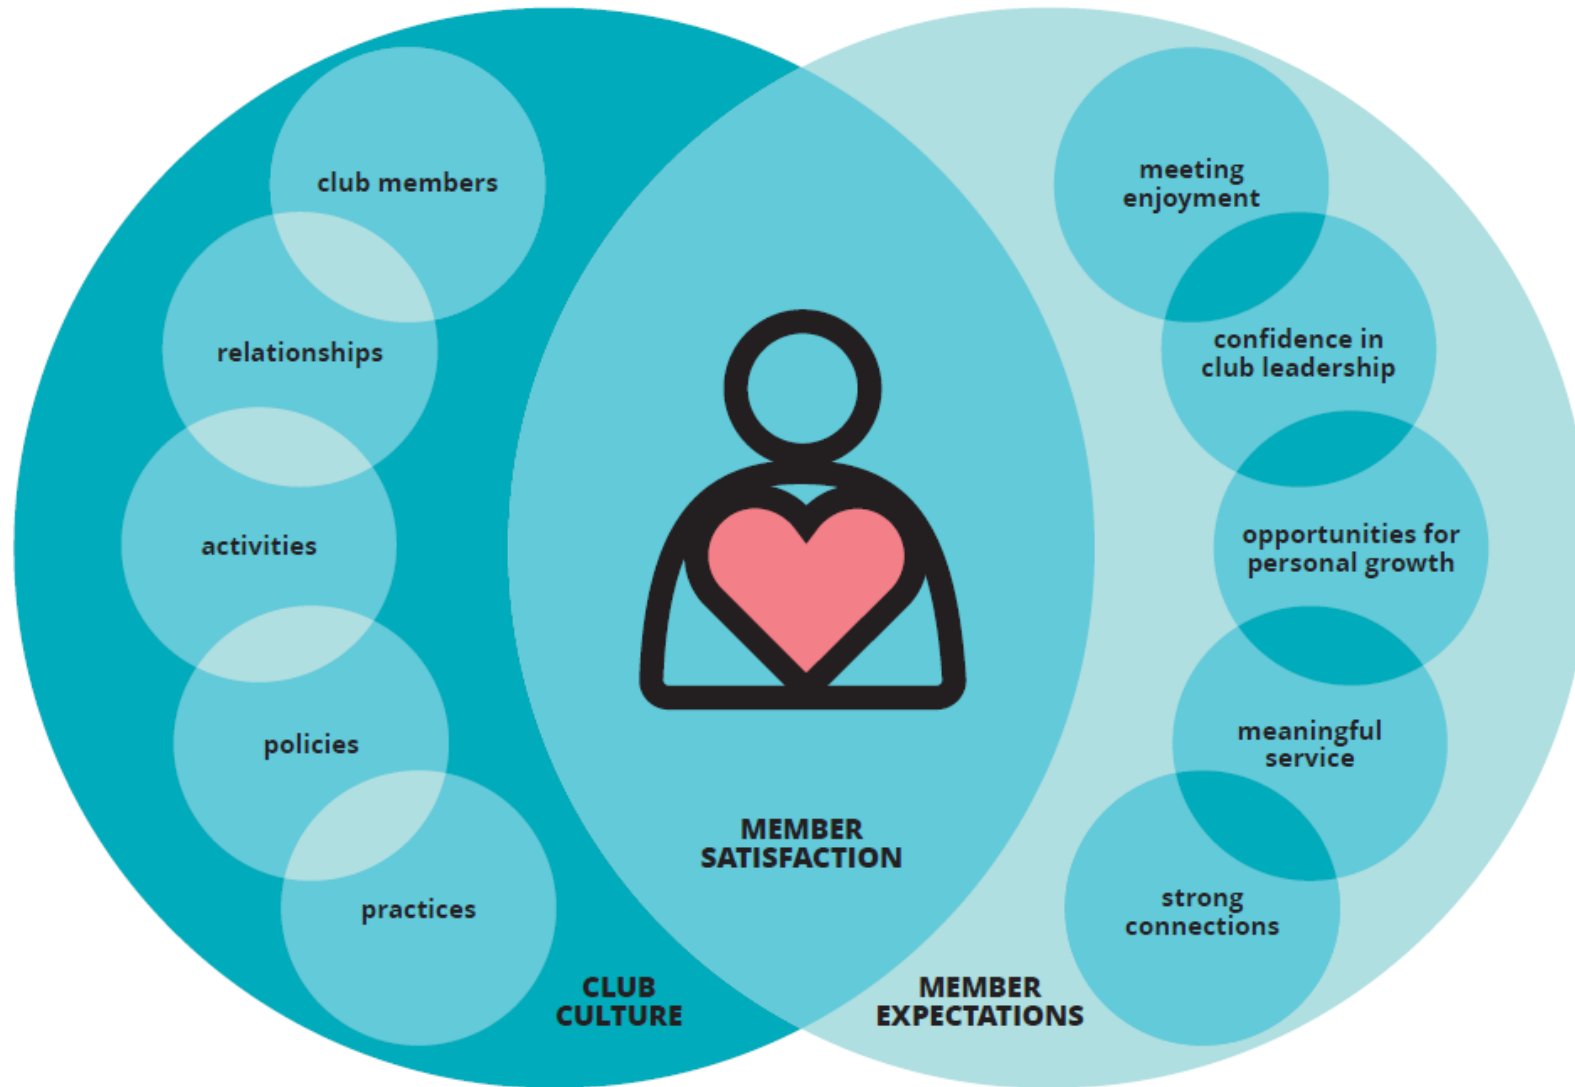 club members
relationships
activities
policies
practices
CLUB
CULTURE
MEMBER
SATISFACTION
meeting
enjoyment
confidence in
club leadership
opportunities for
personal growth
meaningful
service
strong
connections
MEMBER
EXPECTATIONS